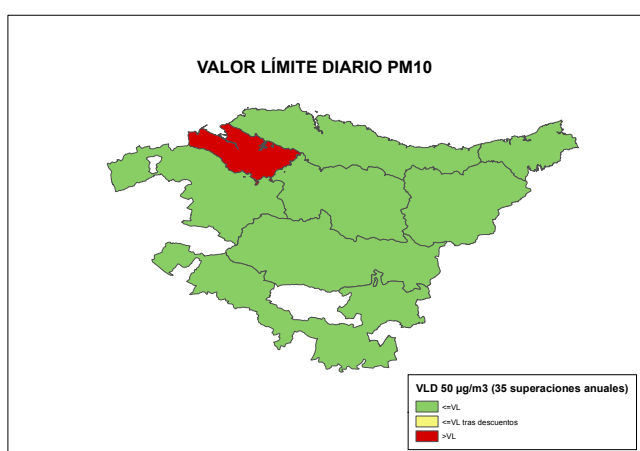 VALOR LÍMITE DIARIO PM10
VLD 50 µg/m3 (35 superaciones anuales)
<=VL
<=VL tras descuentos
>VL